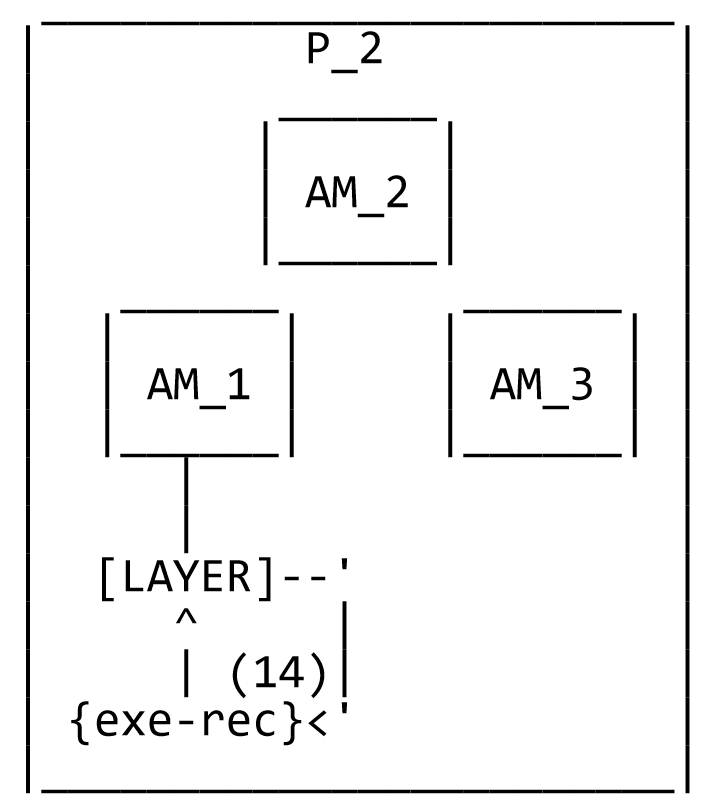 P_2
AM_2
AM_1 AM_3
[LAYER]--'
^
(14)
{exe-rec}<'